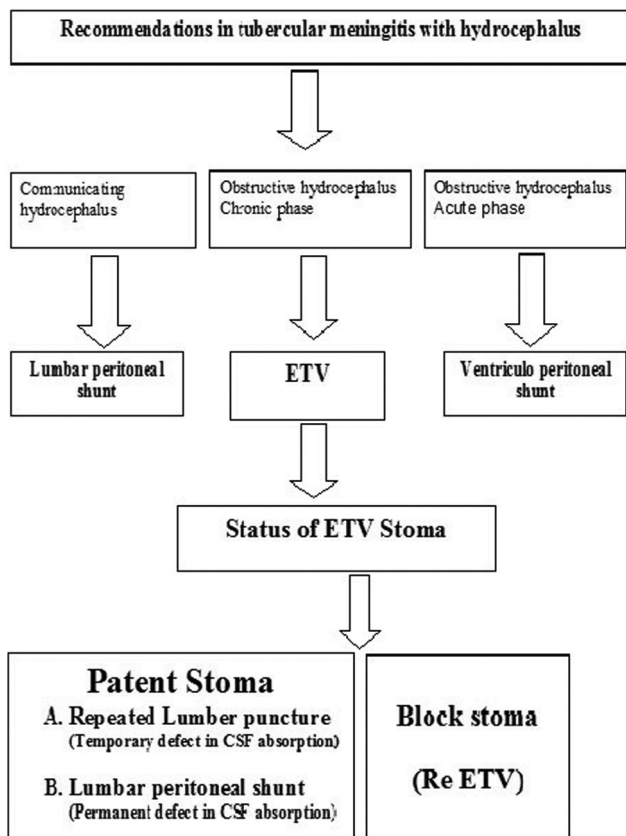 Recommendations in tubercular meningitis with hydrocephalus
Communicating
hydrocephalus
Obstructive hydrocephalus
Chronic phase
Obstructive hydrocephalus
Acute phase
Lumbar peritoneal
shunt
ETV
Ventriculo peritoneal
shunt
Status of ETV Stoma
Patent Stoma
A. Repeated Lumber puncture
(Temporary defect in CSF absorption)
B. Lumbar peritoneal shunt
(Permanent defect in CSF absorption)
Block stoma
(Re ETV)